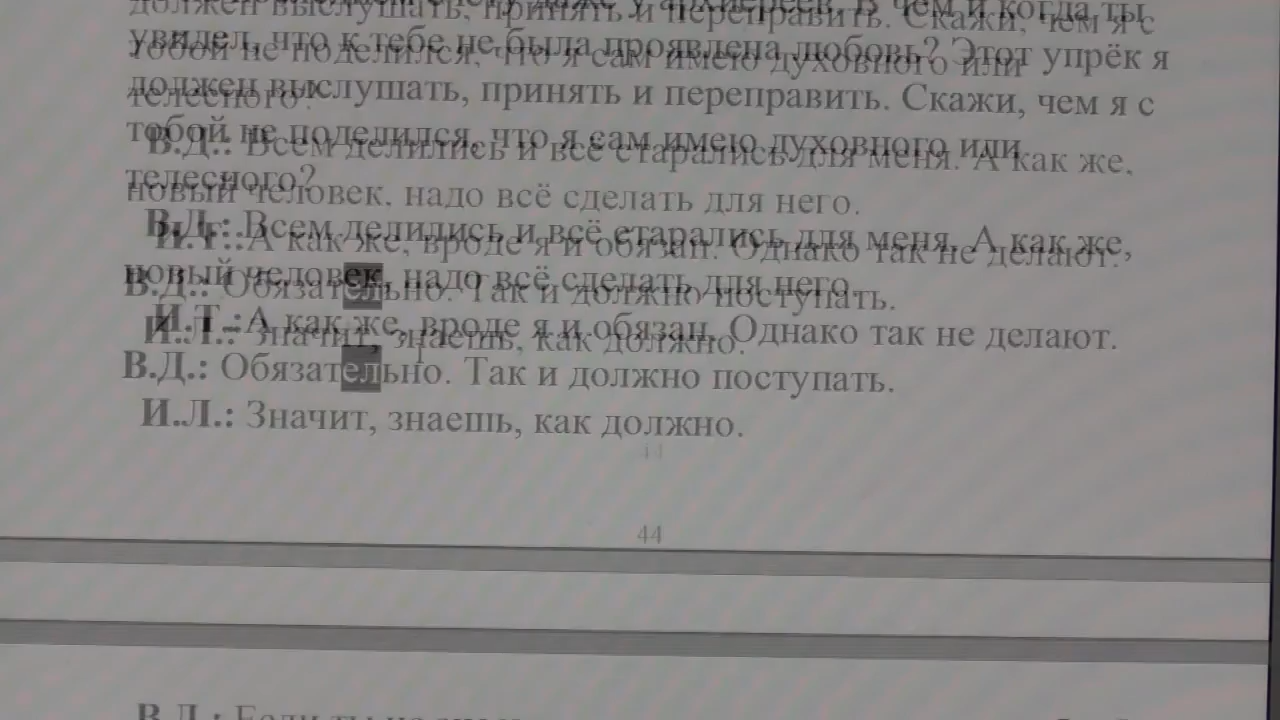 увидел, что к тебе не была проявлена любовь? Этот упрёк я
должен выслушать, принять и переправить. Скажи, чем я с
тобой не поделился, что я сам имею духовного или
телесного?
В.Д.: Всем делились и всё старались для меня. А как же,
новый человек, надо всё сделать для него.
И.Т.: А как же, вроде я и обязан. Однако так не делают.
В.Д.: Обязательно. Так и должно поступать.
И.Л.: Значит, знаешь, как должно.
44
В.Д.: Если ты